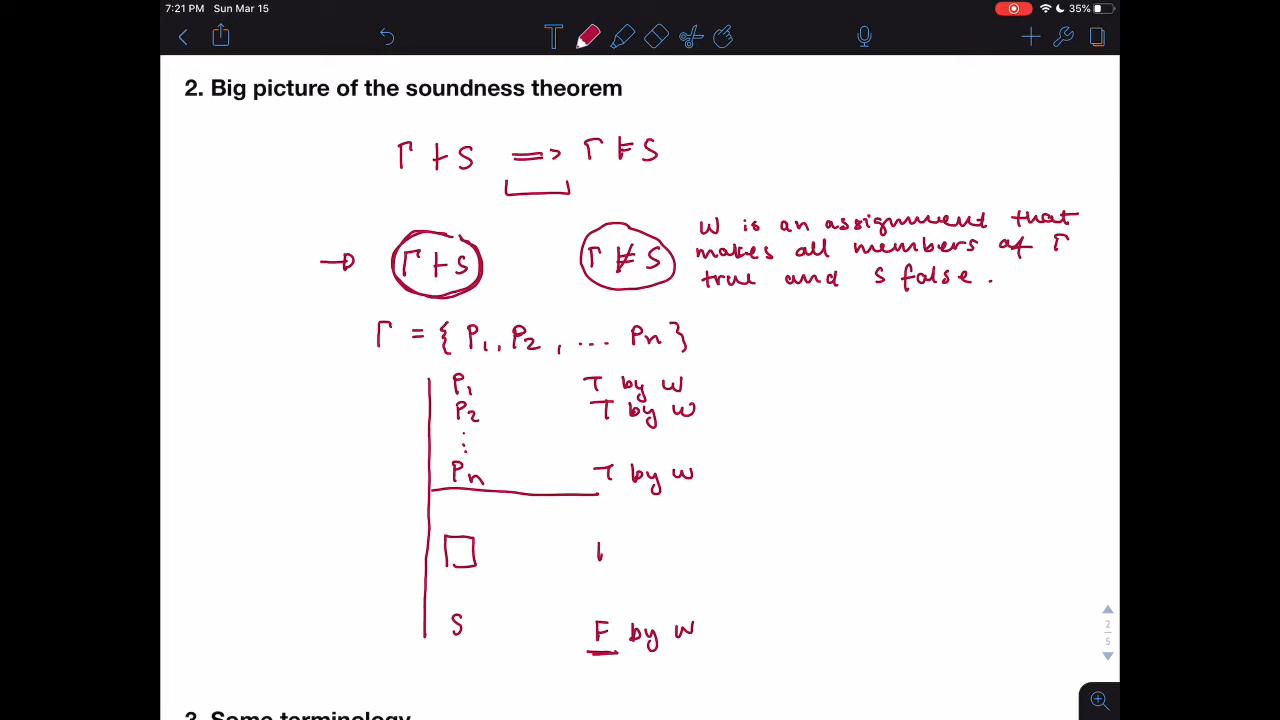 7:21 PM Sun Mar 15
35%
2. Big picture of the soundness theorem
Γ ⊢ S ⟹ Γ ⊨ S
→ Γ ⊢ S Γ ⊭ S
w is an assignment that
makes all members of Γ
true and S false.
Γ = { P₁, P₂, ... Pn }
P₁ T by w
P₂ T by w
⋮
Pn T by w
S F by w
2
5
3. Some terminology